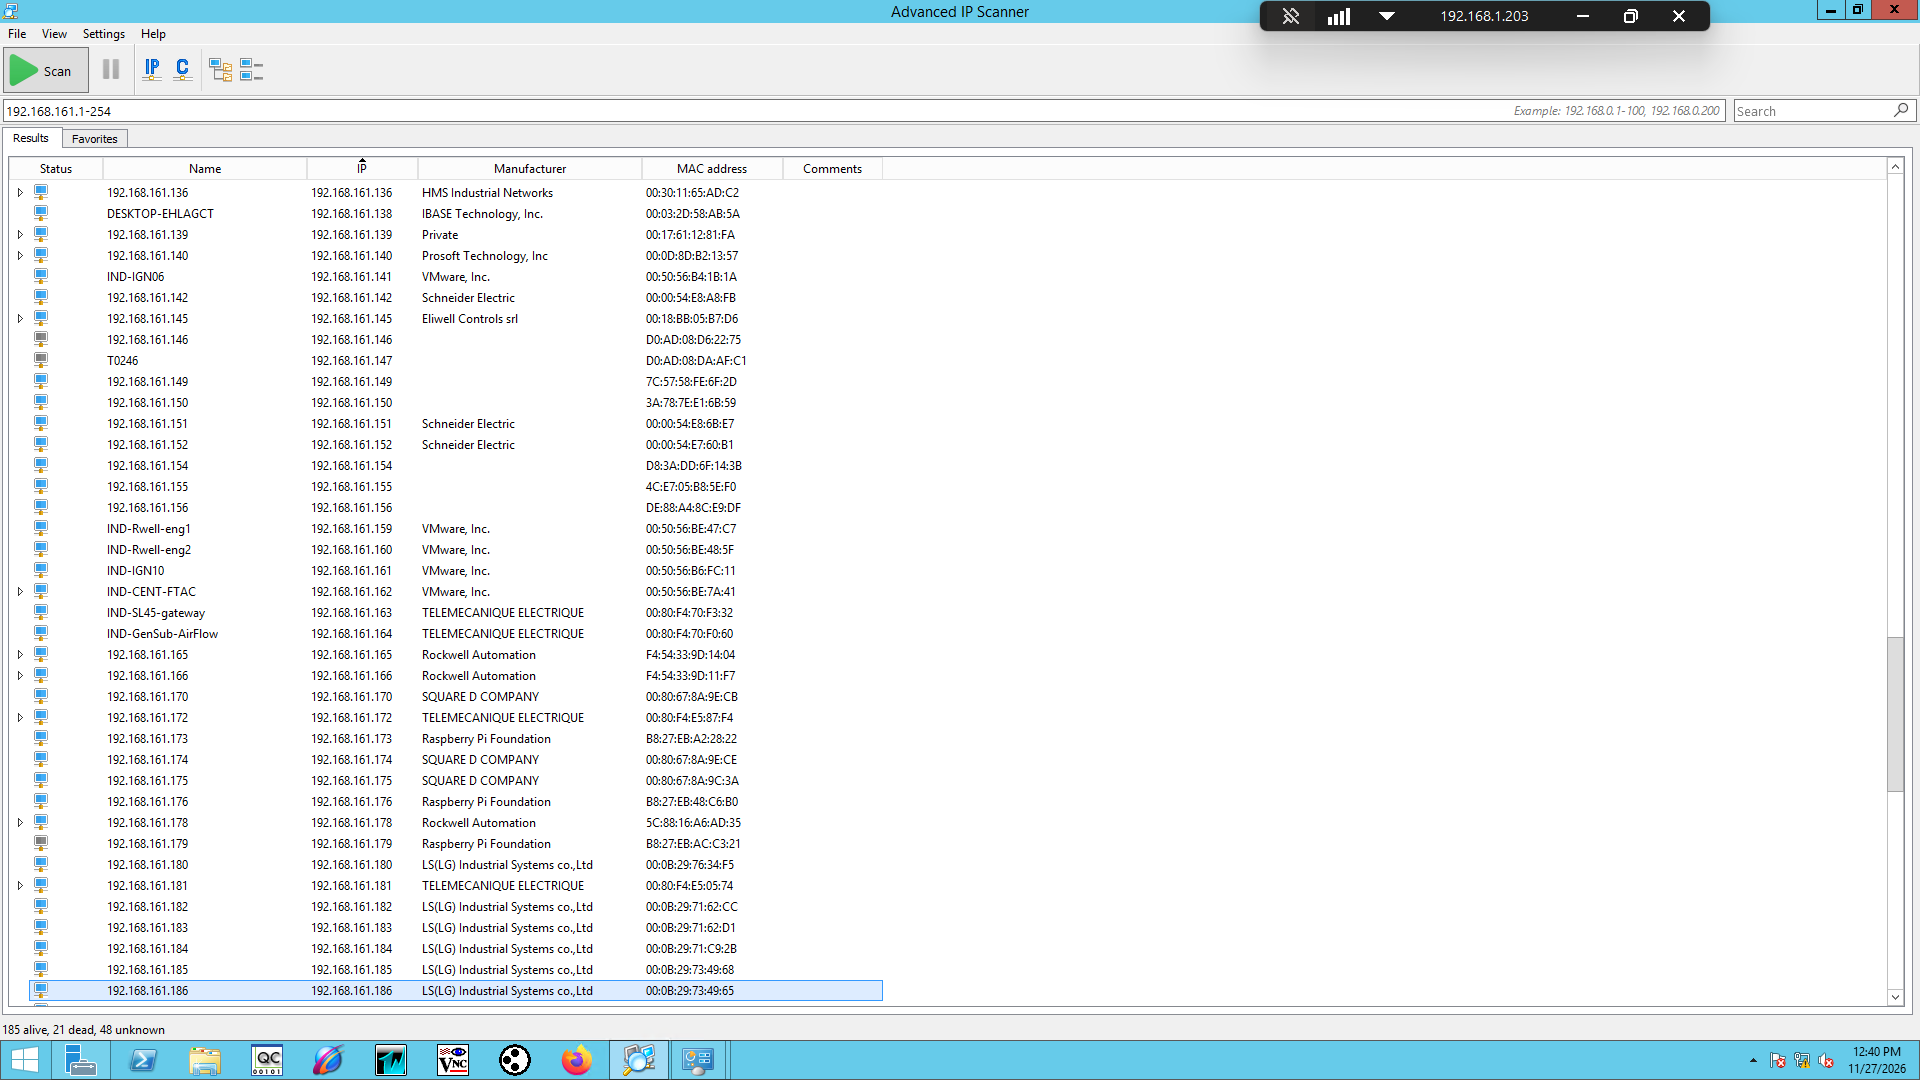 Advanced IP Scanner
192.168.1.203
File View Settings Help
Scan
IP C
192.168.161.1-254 Example: 192.168.0.1-100, 192.168.0.200 Search
Results Favorites
Status Name IP Manufacturer MAC address Comments
192.168.161.136 192.168.161.136 HMS Industrial Networks 00:30:11:65:AD:C2
DESKTOP-EHLAGCT 192.168.161.138 IBASE Technology, Inc. 00:03:2D:58:AB:5A
192.168.161.139 192.168.161.139 Private 00:17:61:12:81:FA
192.168.161.140 192.168.161.140 Prosoft Technology, Inc 00:0D:8D:B2:13:57
IND-IGN06 192.168.161.141 VMware, Inc. 00:50:56:B4:1B:1A
192.168.161.142 192.168.161.142 Schneider Electric 00:00:54:E8:A8:FB
192.168.161.145 192.168.161.145 Eliwell Controls srl 00:18:BB:05:B7:D6
192.168.161.146 192.168.161.146 D0:AD:08:D6:22:75
T0246 192.168.161.147 D0:AD:08:DA:AF:C1
192.168.161.149 192.168.161.149 7C:57:58:FE:6F:2D
192.168.161.150 192.168.161.150 3A:78:7E:E1:6B:59
192.168.161.151 192.168.161.151 Schneider Electric 00:00:54:E8:6B:E7
192.168.161.152 192.168.161.152 Schneider Electric 00:00:54:E7:60:B1
192.168.161.154 192.168.161.154 D8:3A:DD:6F:14:3B
192.168.161.155 192.168.161.155 4C:E7:05:B8:5E:F0
192.168.161.156 192.168.161.156 DE:88:A4:8C:E9:DF
IND-Rwell-eng1 192.168.161.159 VMware, Inc. 00:50:56:BE:47:C7
IND-Rwell-eng2 192.168.161.160 VMware, Inc. 00:50:56:BE:48:5F
IND-IGN10 192.168.161.161 VMware, Inc. 00:50:56:B6:FC:11
IND-CENT-FTAC 192.168.161.162 VMware, Inc. 00:50:56:BE:7A:41
IND-SL45-gateway 192.168.161.163 TELEMECANIQUE ELECTRIQUE 00:80:F4:70:F3:32
IND-GenSub-AirFlow 192.168.161.164 TELEMECANIQUE ELECTRIQUE 00:80:F4:70:F0:60
192.168.161.165 192.168.161.165 Rockwell Automation F4:54:33:9D:14:04
192.168.161.166 192.168.161.166 Rockwell Automation F4:54:33:9D:11:F7
192.168.161.170 192.168.161.170 SQUARE D COMPANY 00:80:67:8A:9E:CB
192.168.161.172 192.168.161.172 TELEMECANIQUE ELECTRIQUE 00:80:F4:E5:87:F4
192.168.161.173 192.168.161.173 Raspberry Pi Foundation B8:27:EB:A2:28:22
192.168.161.174 192.168.161.174 SQUARE D COMPANY 00:80:67:8A:9E:CE
192.168.161.175 192.168.161.175 SQUARE D COMPANY 00:80:67:8A:9C:3A
192.168.161.176 192.168.161.176 Raspberry Pi Foundation B8:27:EB:48:C6:B0
192.168.161.178 192.168.161.178 Rockwell Automation 5C:88:16:A6:AD:35
192.168.161.179 192.168.161.179 Raspberry Pi Foundation B8:27:EB:AC:C3:21
192.168.161.180 192.168.161.180 LS(LG) Industrial Systems co.,Ltd 00:0B:29:76:34:F5
192.168.161.181 192.168.161.181 TELEMECANIQUE ELECTRIQUE 00:80:F4:E5:05:74
192.168.161.182 192.168.161.182 LS(LG) Industrial Systems co.,Ltd 00:0B:29:71:62:CC
192.168.161.183 192.168.161.183 LS(LG) Industrial Systems co.,Ltd 00:0B:29:71:62:D1
192.168.161.184 192.168.161.184 LS(LG) Industrial Systems co.,Ltd 00:0B:29:71:C9:2B
192.168.161.185 192.168.161.185 LS(LG) Industrial Systems co.,Ltd 00:0B:29:73:49:68
192.168.161.186 192.168.161.186 LS(LG) Industrial Systems co.,Ltd 00:0B:29:73:49:65
185 alive, 21 dead, 48 unknown
QC
00101
VNC
12:40 PM
11/27/2026